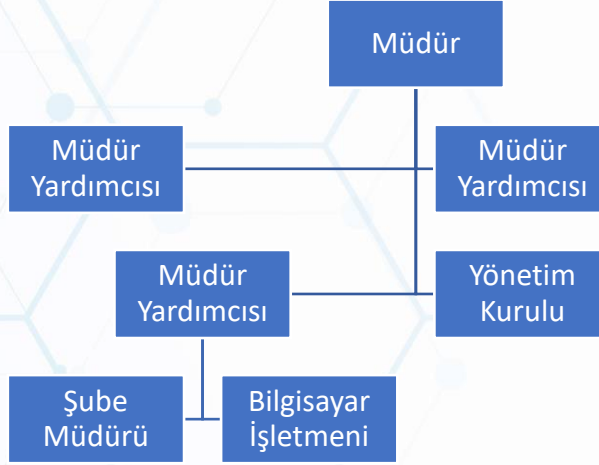 Müdür
Müdür
Yardımcısı
Müdür
Yardımcısı
Müdür
Yardımcısı
Yönetim
Kurulu
Şube
Müdürü
Bilgisayar
İşletmeni